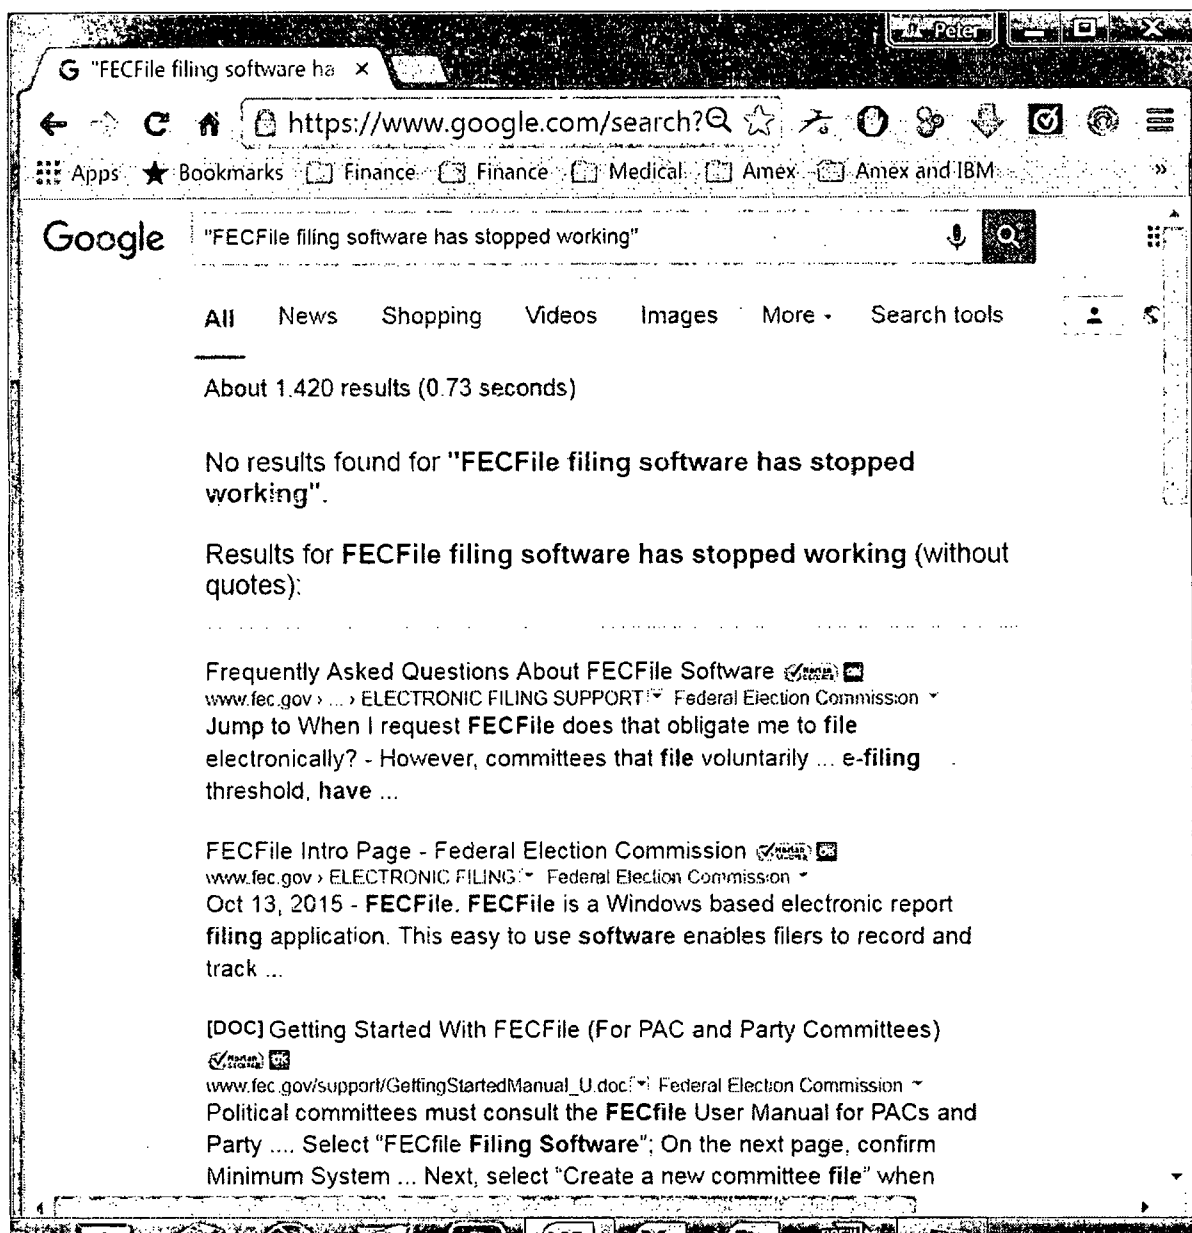 Peter
G "FECFile filing software ha ×
https://www.google.com/search?
Apps ★ Bookmarks Finance Finance Medical Amex Amex and IBM »
Google "FECFile filing software has stopped working"
All News Shopping Videos Images More Search tools
About 1.420 results (0.73 seconds)
No results found for "FECFile filing software has stopped
working".
Results for FECFile filing software has stopped working (without
quotes):
Frequently Asked Questions About FECFile Software
www.fec.gov › ... › ELECTRONIC FILING SUPPORT Federal Election Commission
Jump to When I request FECFile does that obligate me to file
electronically? - However, committees that file voluntarily ... e-filing
threshold, have ...
FECFile Intro Page - Federal Election Commission
www.fec.gov › ELECTRONIC FILING Federal Election Commission
Oct 13, 2015 - FECFile. FECFile is a Windows based electronic report
filing application. This easy to use software enables filers to record and
track ...
[DOC] Getting Started With FECFile (For PAC and Party Committees)
Norton OK
www.fec.gov/support/GettingStartedManual_U.doc Federal Election Commission
Political committees must consult the FECfile User Manual for PACs and
Party .... Select "FECfile Filing Software"; On the next page, confirm
Minimum System ... Next, select "Create a new committee file" when